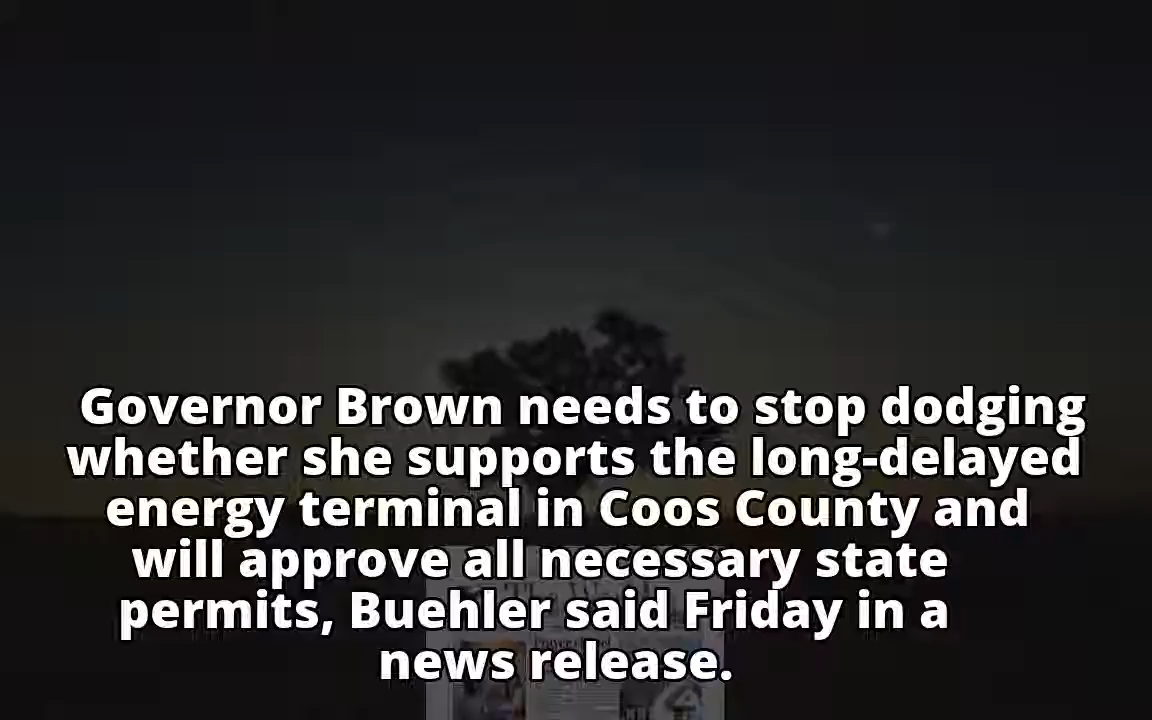 Governor Brown needs to stop dodging
whether she supports the long-delayed
energy terminal in Coos County and
will approve all necessary state
permits, Buehler said Friday in a
news release.